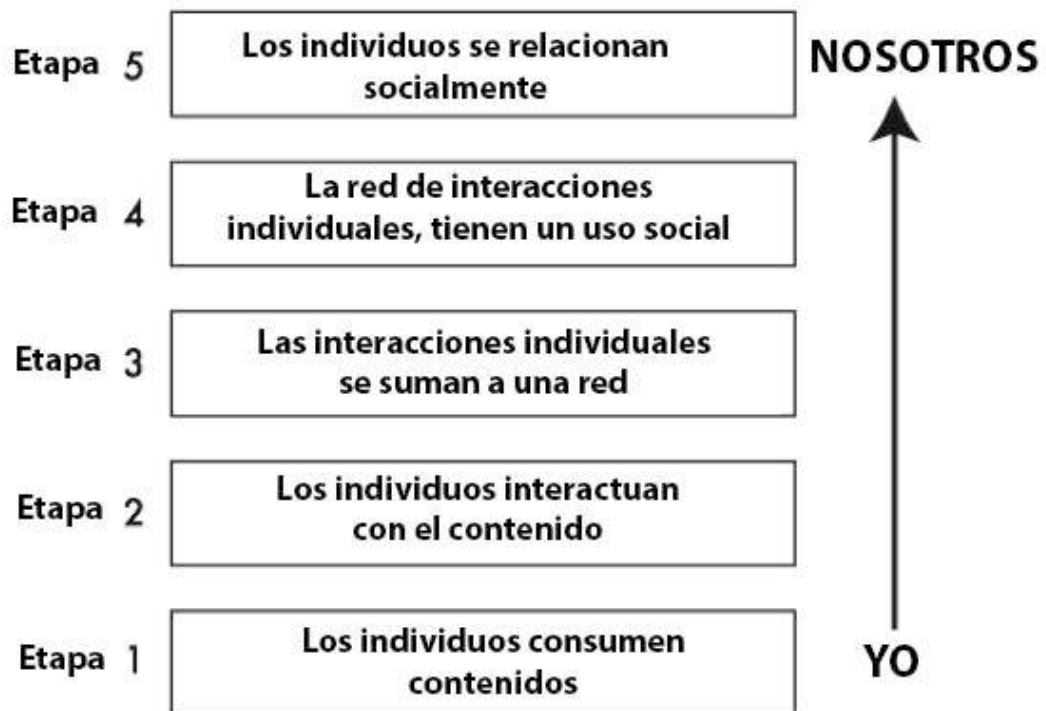 Etapa 5
Los individuos se relacionan
socialmente
NOSOTROS
Etapa 4
La red de interacciones
individuales, tienen un uso social
Etapa 3
Las interacciones individuales
se suman a una red
Etapa 2
Los individuos interactuan
con el contenido
Etapa 1
Los individuos consumen
contenidos
YO